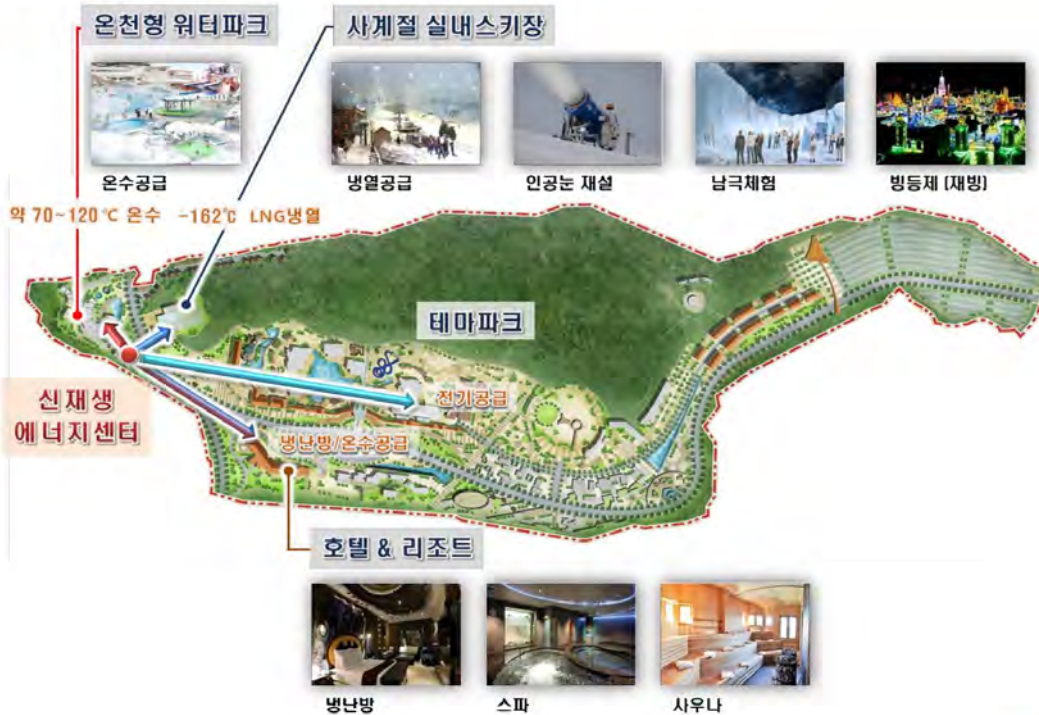 온천형 워터파크
사계절 실내스키장
온수공급
냉열공급
인공눈 재설
남극체험
빙등제 (재빙)
약 70~120℃ 온수
-162℃ LNG냉열
테마파크
신재생
에너지센터
전기공급
냉난방/온수공급
호텔 & 리조트
냉난방
스파
사우나